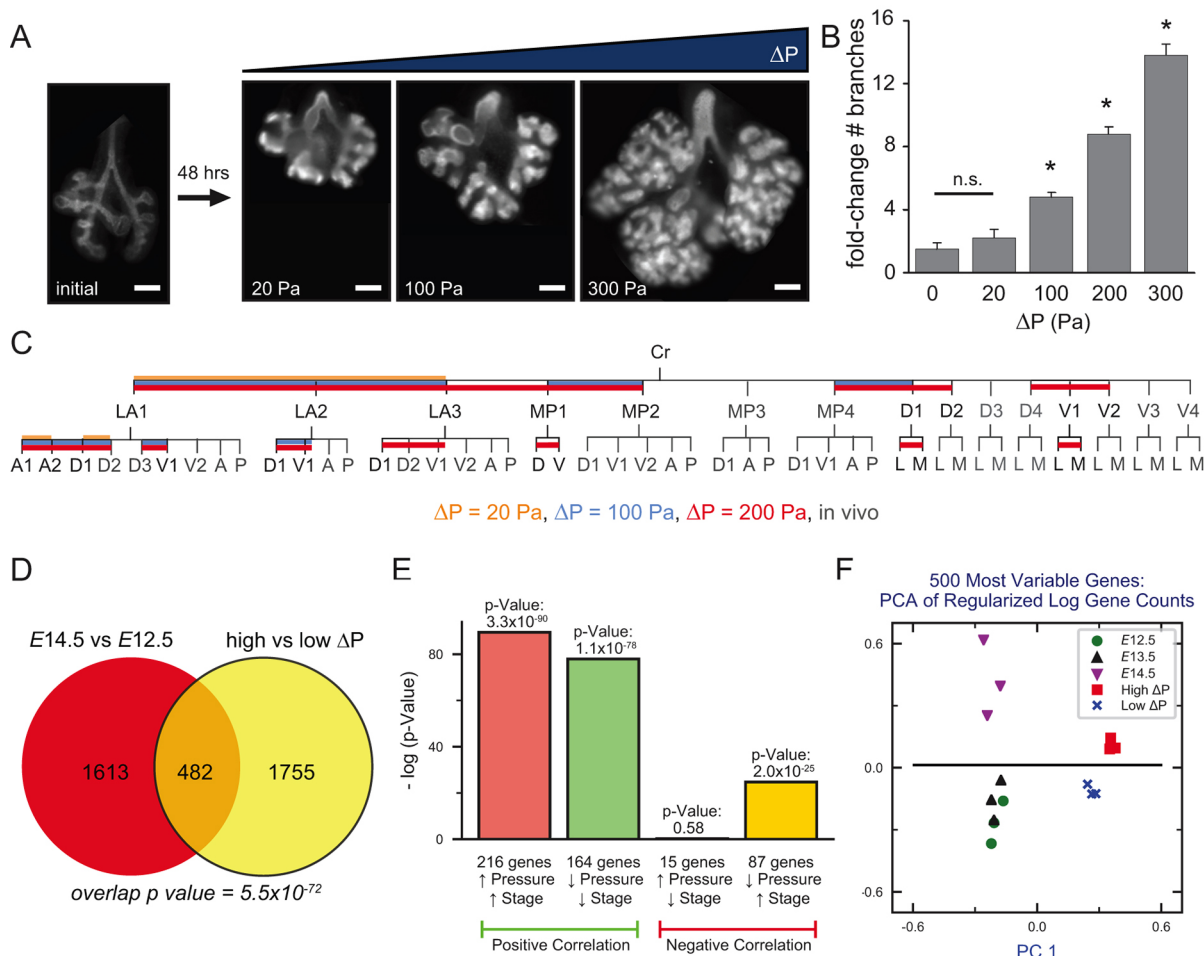 A
ΔP
initial
48 hrs
20 Pa
100 Pa
300 Pa
B
fold-change # branches
16
12
8
4
0
n.s.
*
*
*
0 20 100 200 300
ΔP (Pa)
C
Cr
LA1 LA2 LA3 MP1 MP2 MP3 MP4 D1 D2 D3 D4 V1 V2 V3 V4
A1 A2 D1 D2 D3 V1 V2 A P D1 V1 A P D1 D2 V1 V2 A P D V D1 V1 V2 A P D1 V1 A P L M L M L M L M L M L M L M L M
ΔP = 20 Pa, ΔP = 100 Pa, ΔP = 200 Pa, in vivo
D
E14.5 vs E12.5
high vs low ΔP
1613 482 1755
overlap p value = 5.5x10⁻⁷²
E
- log (p-Value)
80
40
0
p-Value:
3.3x10⁻⁹⁰
p-Value:
1.1x10⁻⁷⁸
p-Value:
0.58
p-Value:
2.0x10⁻²⁵
216 genes
↑ Pressure
↑ Stage
164 genes
↓ Pressure
↓ Stage
15 genes
↑ Pressure
↓ Stage
87 genes
↓ Pressure
↑ Stage
Positive Correlation
Negative Correlation
F
500 Most Variable Genes:
PCA of Regularized Log Gene Counts
0.6
0.0
-0.6
E12.5
E13.5
E14.5
High ΔP
Low ΔP
-0.6 0.0 0.6
PC 1